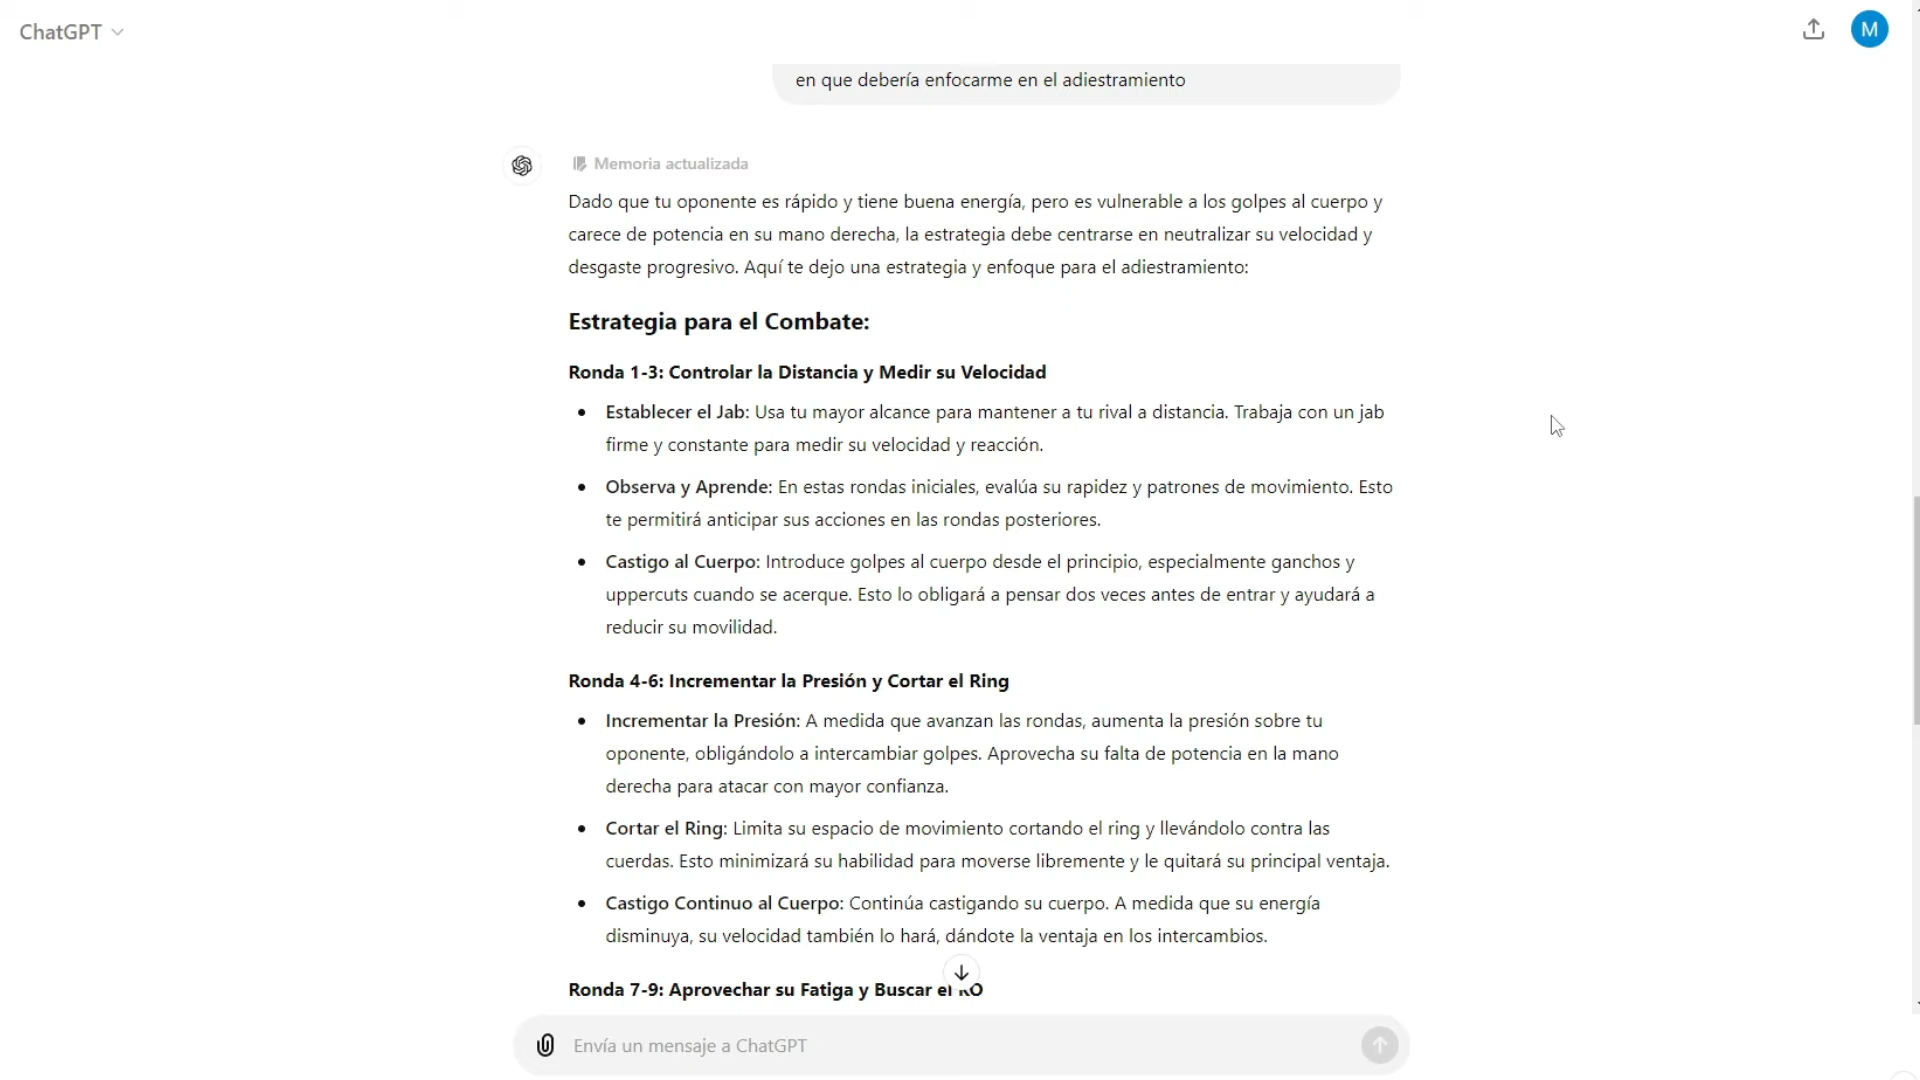 ChatGPT
M
en que debería enfocarme en el adiestramiento
Memoria actualizada
Dado que tu oponente es rápido y tiene buena energía, pero es vulnerable a los golpes al cuerpo y
carece de potencia en su mano derecha, la estrategia debe centrarse en neutralizar su velocidad y
desgaste progresivo. Aquí te dejo una estrategia y enfoque para el adiestramiento:
Estrategia para el Combate:
Ronda 1-3: Controlar la Distancia y Medir su Velocidad
• Establecer el Jab: Usa tu mayor alcance para mantener a tu rival a distancia. Trabaja con un jab
firme y constante para medir su velocidad y reacción.
• Observa y Aprende: En estas rondas iniciales, evalúa su rapidez y patrones de movimiento. Esto
te permitirá anticipar sus acciones en las rondas posteriores.
• Castigo al Cuerpo: Introduce golpes al cuerpo desde el principio, especialmente ganchos y
uppercuts cuando se acerque. Esto lo obligará a pensar dos veces antes de entrar y ayudará a
reducir su movilidad.
Ronda 4-6: Incrementar la Presión y Cortar el Ring
• Incrementar la Presión: A medida que avanzan las rondas, aumenta la presión sobre tu
oponente, obligándolo a intercambiar golpes. Aprovecha su falta de potencia en la mano
derecha para atacar con mayor confianza.
• Cortar el Ring: Limita su espacio de movimiento cortando el ring y llevándolo contra las
cuerdas. Esto minimizará su habilidad para moverse libremente y le quitará su principal ventaja.
• Castigo Continuo al Cuerpo: Continúa castigando su cuerpo. A medida que su energía
disminuya, su velocidad también lo hará, dándote la ventaja en los intercambios.
Ronda 7-9: Aprovechar su Fatiga y Buscar el KO
Envía un mensaje a ChatGPT